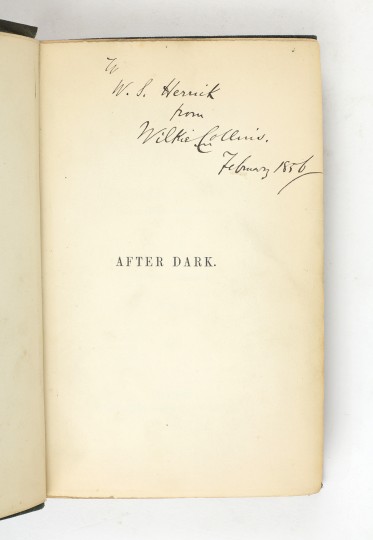 To
W. S. Herrick
from
Wilkie Collins.
February 1856
AFTER DARK.